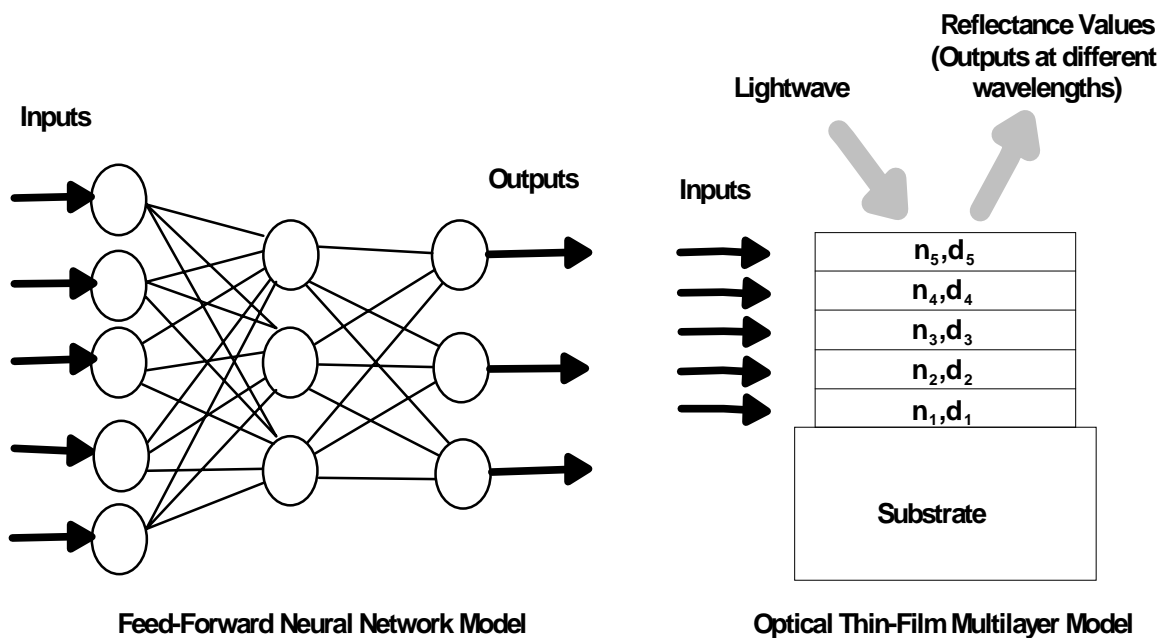 Inputs
Outputs
Feed-Forward Neural Network Model
Reflectance Values
(Outputs at different
wavelengths)
Lightwave
Inputs
n₅,d₅
n₄,d₄
n₃,d₃
n₂,d₂
n₁,d₁
Substrate
Optical Thin-Film Multilayer Model